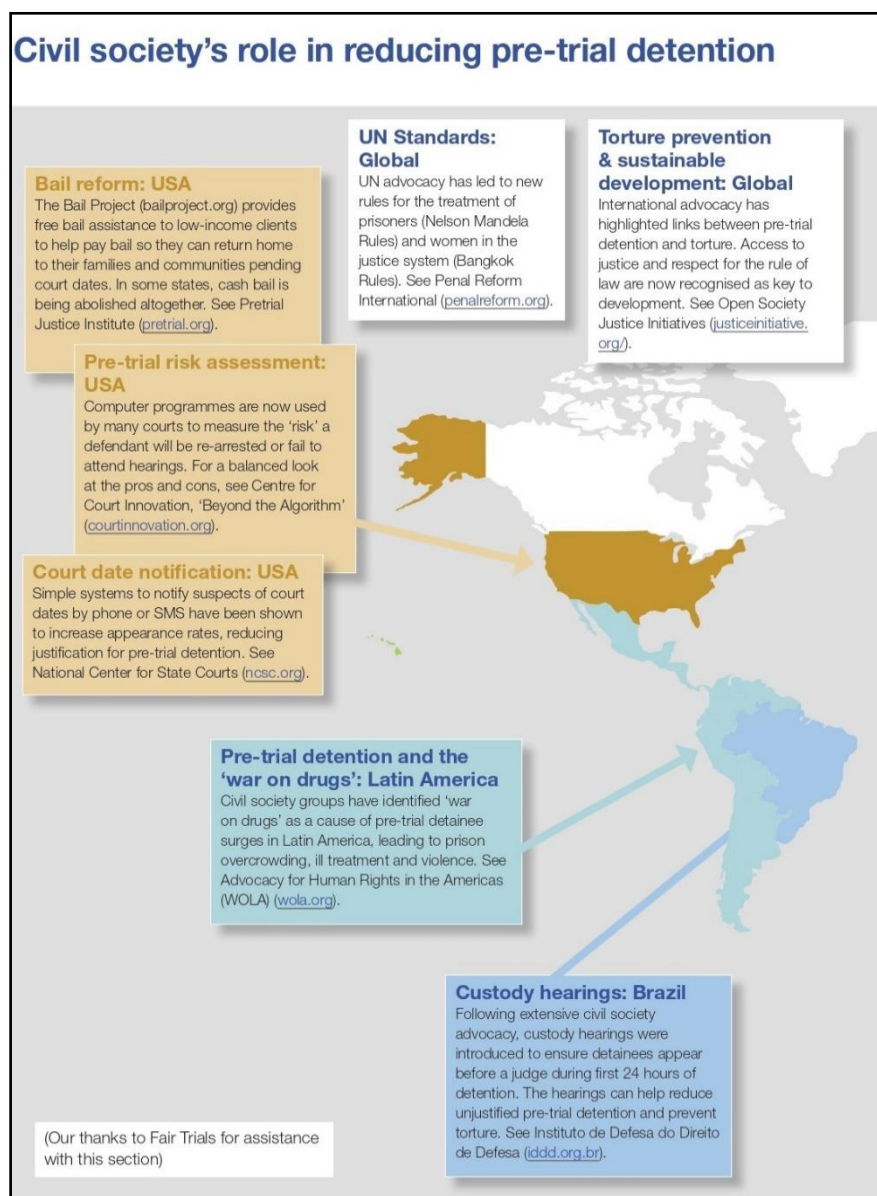 Civil society's role in reducing pre-trial detention
Bail reform: USA
The Bail Project (bailproject.org) provides
free bail assistance to low-income clients
to help pay bail so they can return home
to their families and communities pending
court dates. In some states, cash bail is
being abolished altogether. See Pretrial
Justice Institute (pretrial.org).
UN Standards:
Global
UN advocacy has led to new
rules for the treatment of
prisoners (Nelson Mandela
Rules) and women in the
justice system (Bangkok
Rules). See Penal Reform
International (penalreform.org).
Torture prevention
& sustainable
development: Global
International advocacy has
highlighted links between pre-trial
detention and torture. Access to
justice and respect for the rule of
law are now recognised as key to
development. See Open Society
Justice Initiatives (justiceinitiative.
org/).
Pre-trial risk assessment:
USA
Computer programmes are now used
by many courts to measure the ‘risk’ a
defendant will be re-arrested or fail to
attend hearings. For a balanced look
at the pros and cons, see Centre for
Court Innovation, ‘Beyond the Algorithm’
(courtinnovation.org).
Court date notification: USA
Simple systems to notify suspects of court
dates by phone or SMS have been shown
to increase appearance rates, reducing
justification for pre-trial detention. See
National Center for State Courts (ncsc.org).
Pre-trial detention and the
‘war on drugs’: Latin America
Civil society groups have identified ‘war
on drugs’ as a cause of pre-trial detainee
surges in Latin America, leading to prison
overcrowding, ill treatment and violence. See
Advocacy for Human Rights in the Americas
(WOLA) (wola.org).
Custody hearings: Brazil
Following extensive civil society
advocacy, custody hearings were
introduced to ensure detainees appear
before a judge during first 24 hours of
detention. The hearings can help reduce
unjustified pre-trial detention and prevent
torture. See Instituto de Defesa do Direito
de Defesa (iddd.org.br).
(Our thanks to Fair Trials for assistance
with this section)